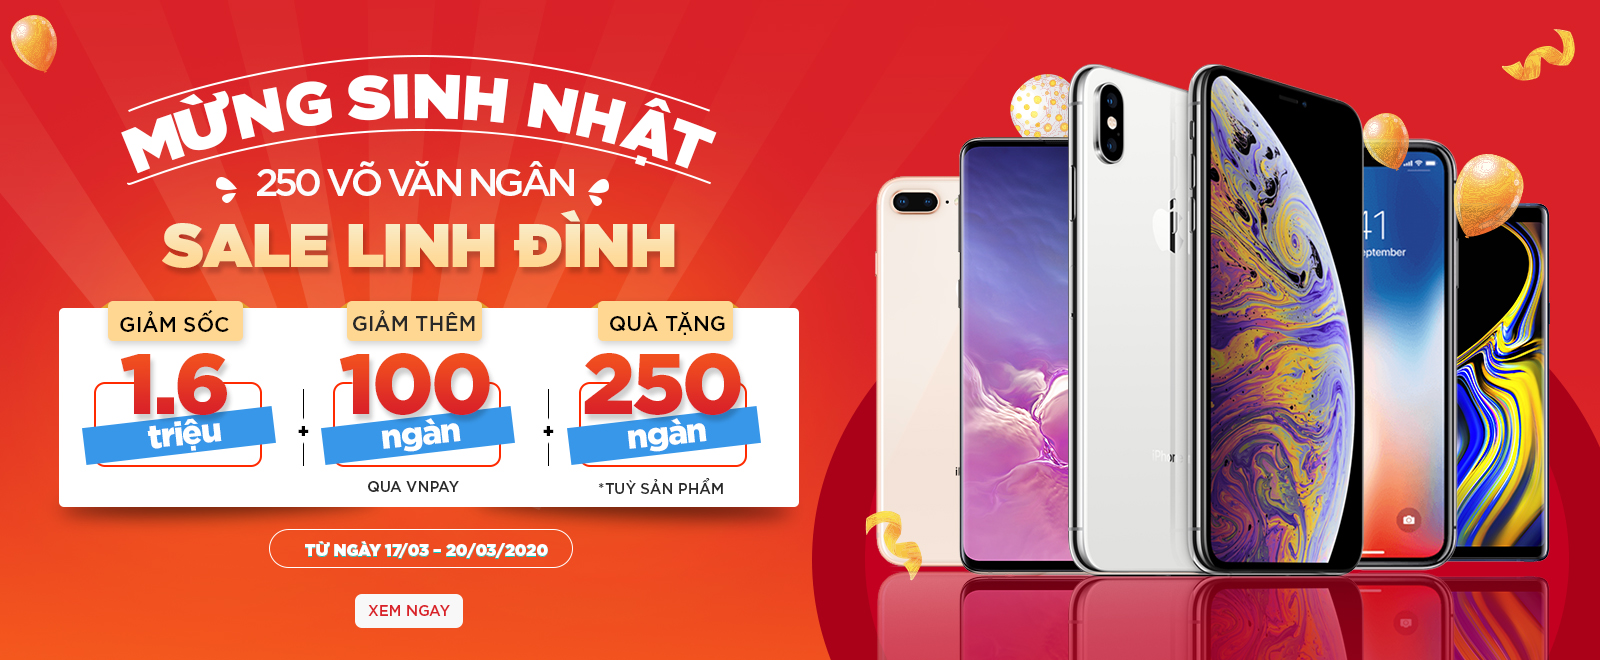 MỪNG SINH NHẬT
250 VÕ VĂN NGÂN
SALE LINH ĐÌNH
GIẢM SỐC
1.6
triệu
+
GIẢM THÊM
100
ngàn
QUA VNPAY
+
QUÀ TẶNG
250
ngàn
*TUỲ SẢN PHẨM
TỪ NGÀY 17/03 – 20/03/2020
XEM NGAY